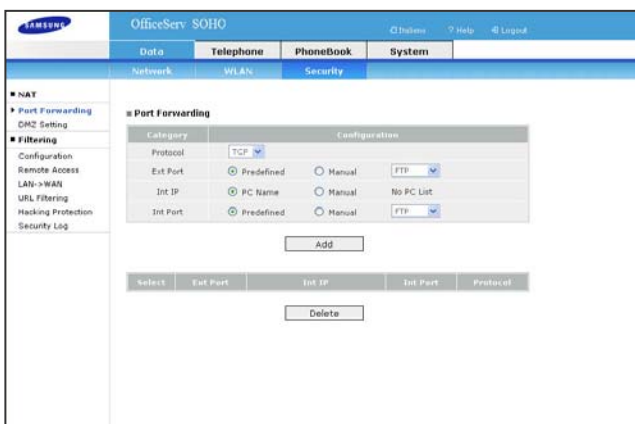 SAMSUNG
OfficeServ SOHO
Italiano ? Help Logout
Data Telephone PhoneBook System
Network WLAN Security
NAT
Port Forwarding
DMZ Setting
Filtering
Configuration
Remote Access
LAN->WAN
URL Filtering
Hacking Protection
Security Log
Port Forwarding
Category Configuration
Protocol TCP
Ext Port Predefined Manual FTP
Int IP PC Name Manual No PC List
Int Port Predefined Manual FTP
Add
Select Ext Port Int IP Int Port Protocol
Delete